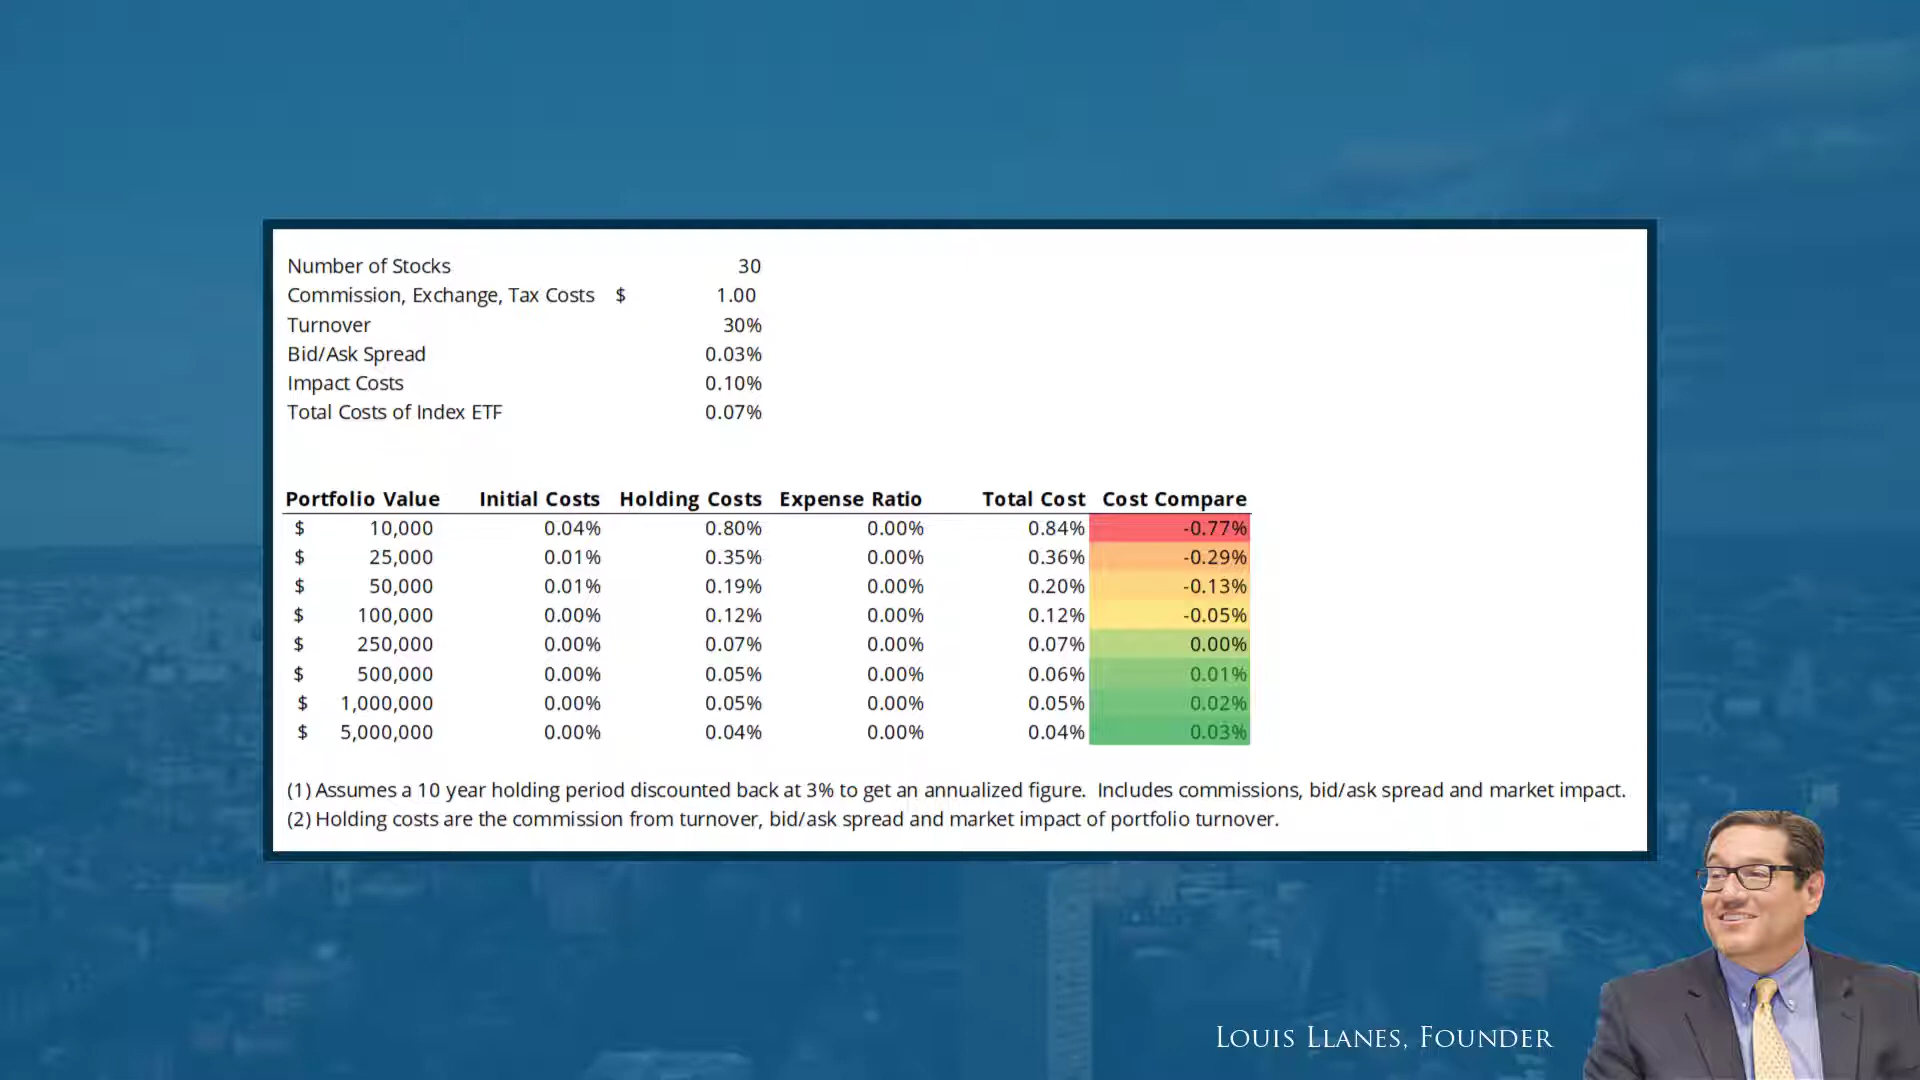 Number of Stocks 30
Commission, Exchange, Tax Costs $ 1.00
Turnover 30%
Bid/Ask Spread 0.03%
Impact Costs 0.10%
Total Costs of Index ETF 0.07%
Portfolio Value Initial Costs Holding Costs Expense Ratio Total Cost Cost Compare
$ 10,000 0.04% 0.80% 0.00% 0.84% -0.77%
$ 25,000 0.01% 0.35% 0.00% 0.36% -0.29%
$ 50,000 0.01% 0.19% 0.00% 0.20% -0.13%
$ 100,000 0.00% 0.12% 0.00% 0.12% -0.05%
$ 250,000 0.00% 0.07% 0.00% 0.07% 0.00%
$ 500,000 0.00% 0.05% 0.00% 0.06% 0.01%
$ 1,000,000 0.00% 0.05% 0.00% 0.05% 0.02%
$ 5,000,000 0.00% 0.04% 0.00% 0.04% 0.03%
(1) Assumes a 10 year holding period discounted back at 3% to get an annualized figure. Includes commissions, bid/ask spread and market impact.
(2) Holding costs are the commission from turnover, bid/ask spread and market impact of portfolio turnover.
Louis Llanes, Founder